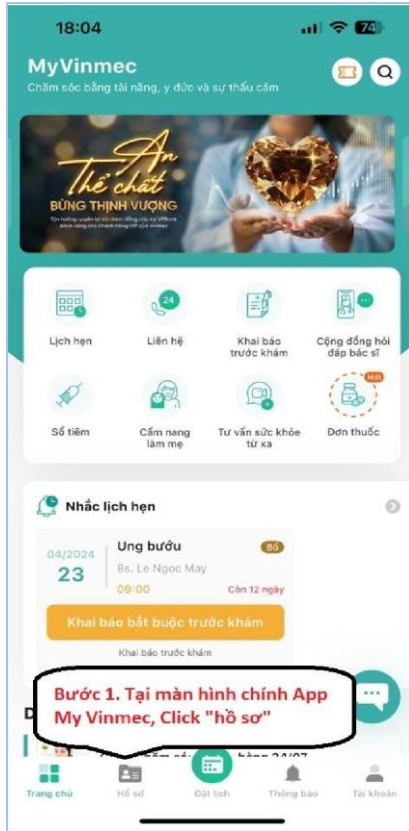 18:04
74
MyVinmec
Chăm sóc bằng tài năng, y đức và sự thấu cảm
An
Thể chất
BỪNG THỊNH VƯỢNG
24
Lịch hẹn
Liên hệ
Khai báo
trước khám
Cộng đồng hỏi
đáp bác sĩ
Mới
Sổ tiêm
Cẩm nang
làm mẹ
Tư vấn sức khỏe
từ xa
Đơn thuốc
Nhắc lịch hẹn
04/2024
23
Ung bướu
Bố
Bs. Le Ngoc May
09:00
Còn 12 ngày
Khai báo bắt buộc trước khám
Khai báo trước khám
Bước 1. Tại màn hình chính App
My Vinmec, Click "hồ sơ"
Trang chủ
Hồ sơ
Đặt lịch
Thông báo
Tài khoản